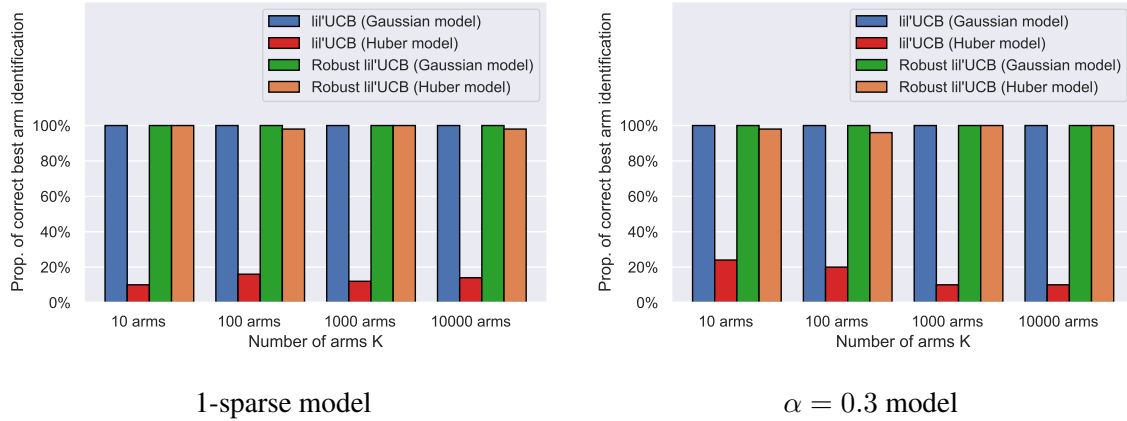 Prop. of correct best arm identification
lil'UCB (Gaussian model)
lil'UCB (Huber model)
Robust lil'UCB (Gaussian model)
Robust lil'UCB (Huber model)
100%
80%
60%
40%
20%
0%
10 arms
100 arms
1000 arms
10000 arms
Number of arms K
1-sparse model
Prop. of correct best arm identification
lil'UCB (Gaussian model)
lil'UCB (Huber model)
Robust lil'UCB (Gaussian model)
Robust lil'UCB (Huber model)
100%
80%
60%
40%
20%
0%
10 arms
100 arms
1000 arms
10000 arms
Number of arms K
α = 0.3 model